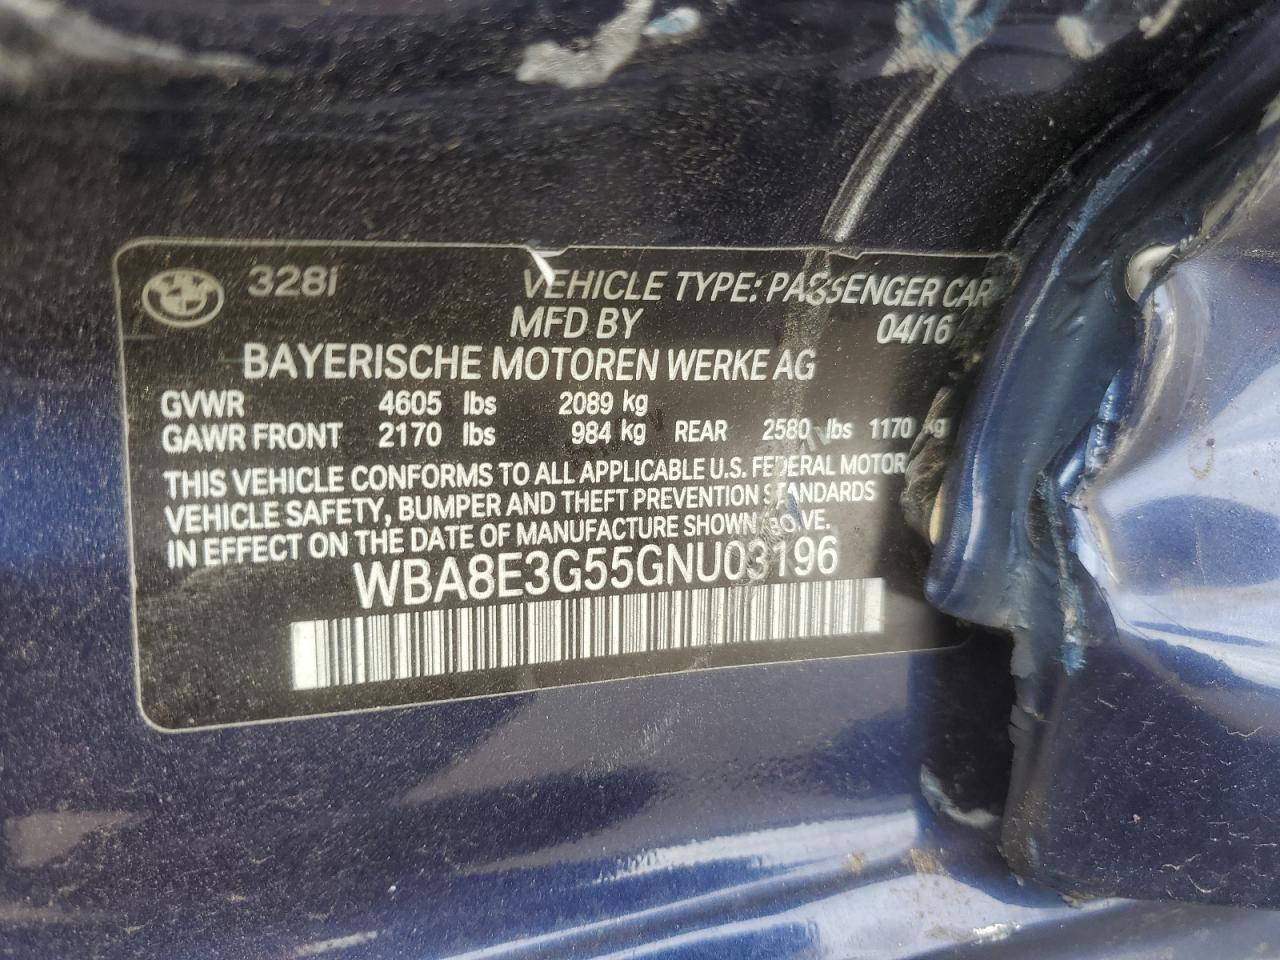 328i VEHICLE TYPE: PASSENGER CAR
MFD BY 04/16
BAYERISCHE MOTOREN WERKE AG
GVWR 4605 lbs 2089 kg
GAWR FRONT 2170 lbs 984 kg REAR 2580 lbs 1170 kg
THIS VEHICLE CONFORMS TO ALL APPLICABLE U.S. FEDERAL MOTOR
VEHICLE SAFETY, BUMPER AND THEFT PREVENTION STANDARDS
IN EFFECT ON THE DATE OF MANUFACTURE SHOWN ABOVE.
WBA8E3G55GNU03196